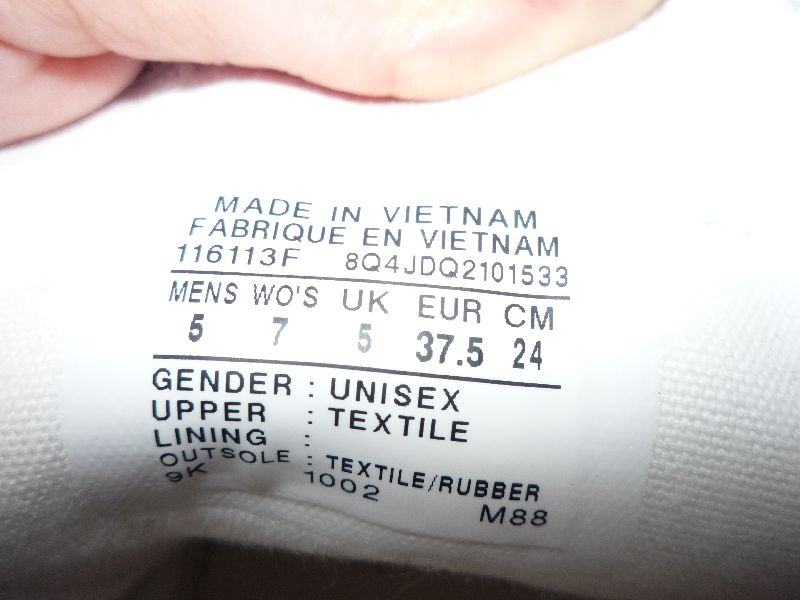 MADE IN VIETNAM
FABRIQUE EN VIETNAM
116113F 8Q4JDQ2101533
MENS WO'S UK EUR CM
5 7 5 37.5 24
GENDER : UNISEX
UPPER : TEXTILE
LINING :
OUTSOLE : TEXTILE/RUBBER
9K 1002 M88